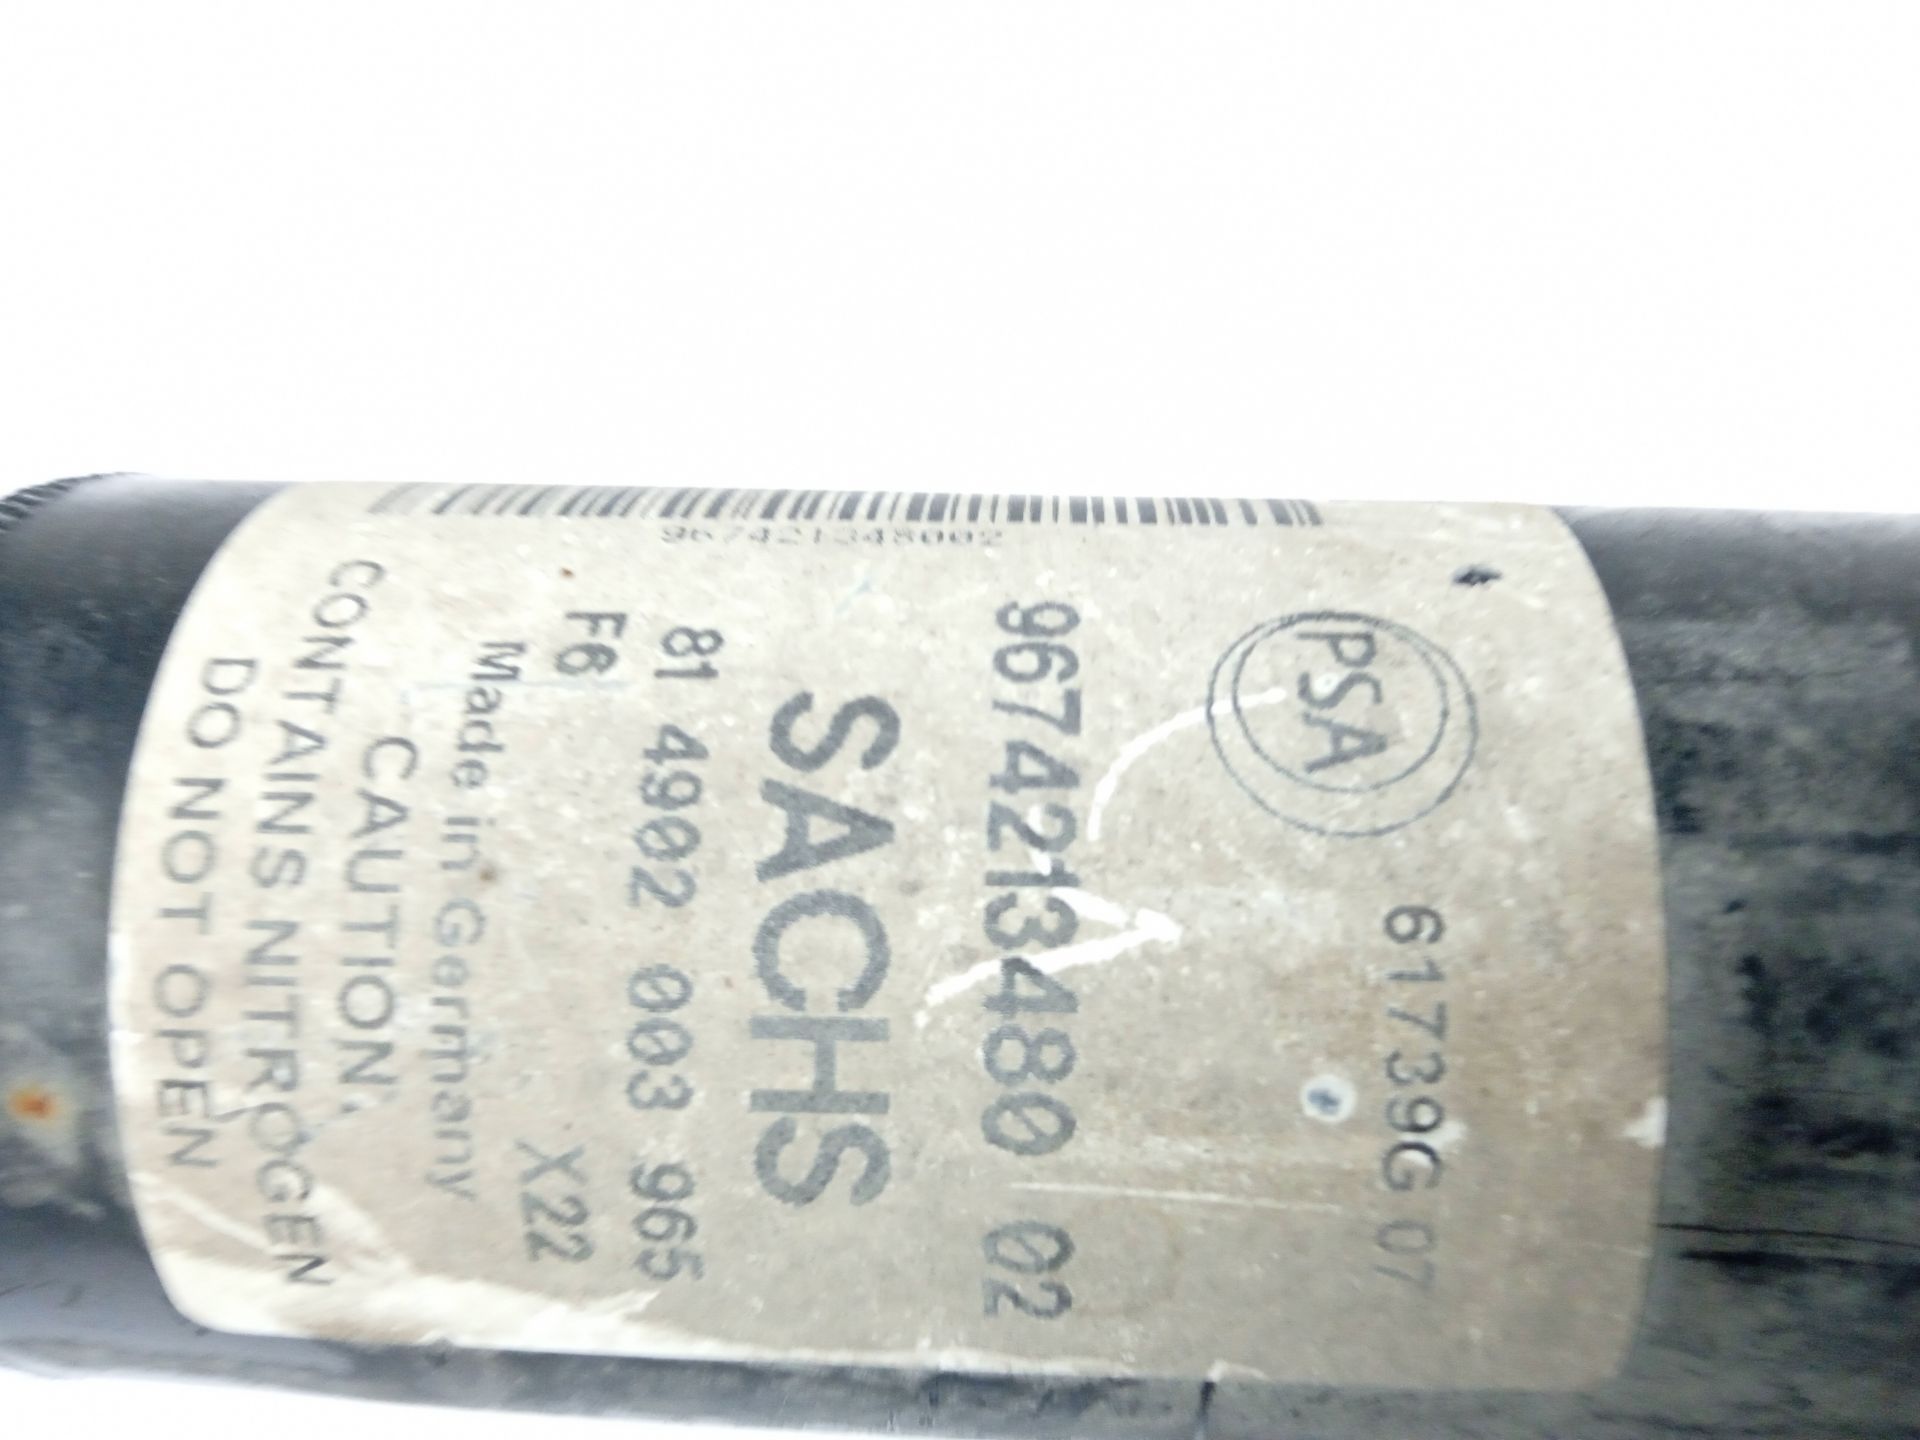 PSA
61739G 07
9674213480 02
SACHS
81 4902 003 965
F6 X22
Made in Germany
CAUTION,
CONTAINS NITROGEN
DO NOT OPEN
967421348002